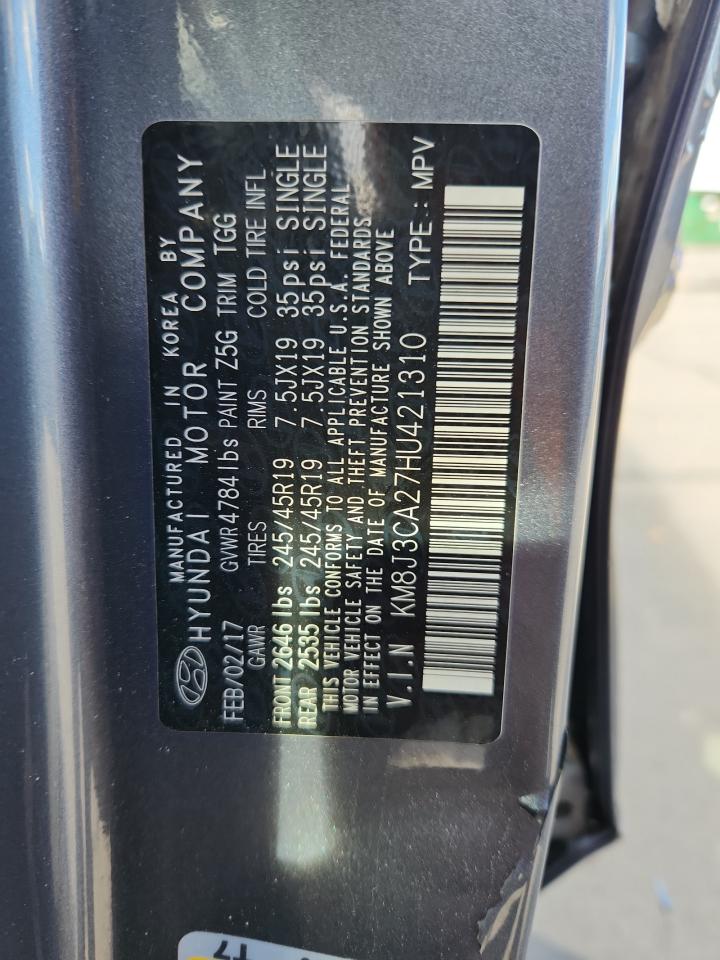 MANUFACTURED IN KOREA BY
HYUNDAI MOTOR COMPANY
FEB/02/17 GVWR 4784 lbs PAINT Z5G TRIM TGG
GAWR TIRES RIMS COLD TIRE INFL
FRONT 2646 lbs 245/45R19 7.5JX19 35psi SINGLE
REAR 2535 lbs 245/45R19 7.5JX19 35psi SINGLE
THIS VEHICLE CONFORMS TO ALL APPLICABLE U.S.A. FEDERAL
MOTOR VEHICLE SAFETY AND THEFT PREVENTION STANDARDS
IN EFFECT ON THE DATE OF MANUFACTURE SHOWN ABOVE
V.I.N KM8J3CA27HU421310 TYPE : MPV